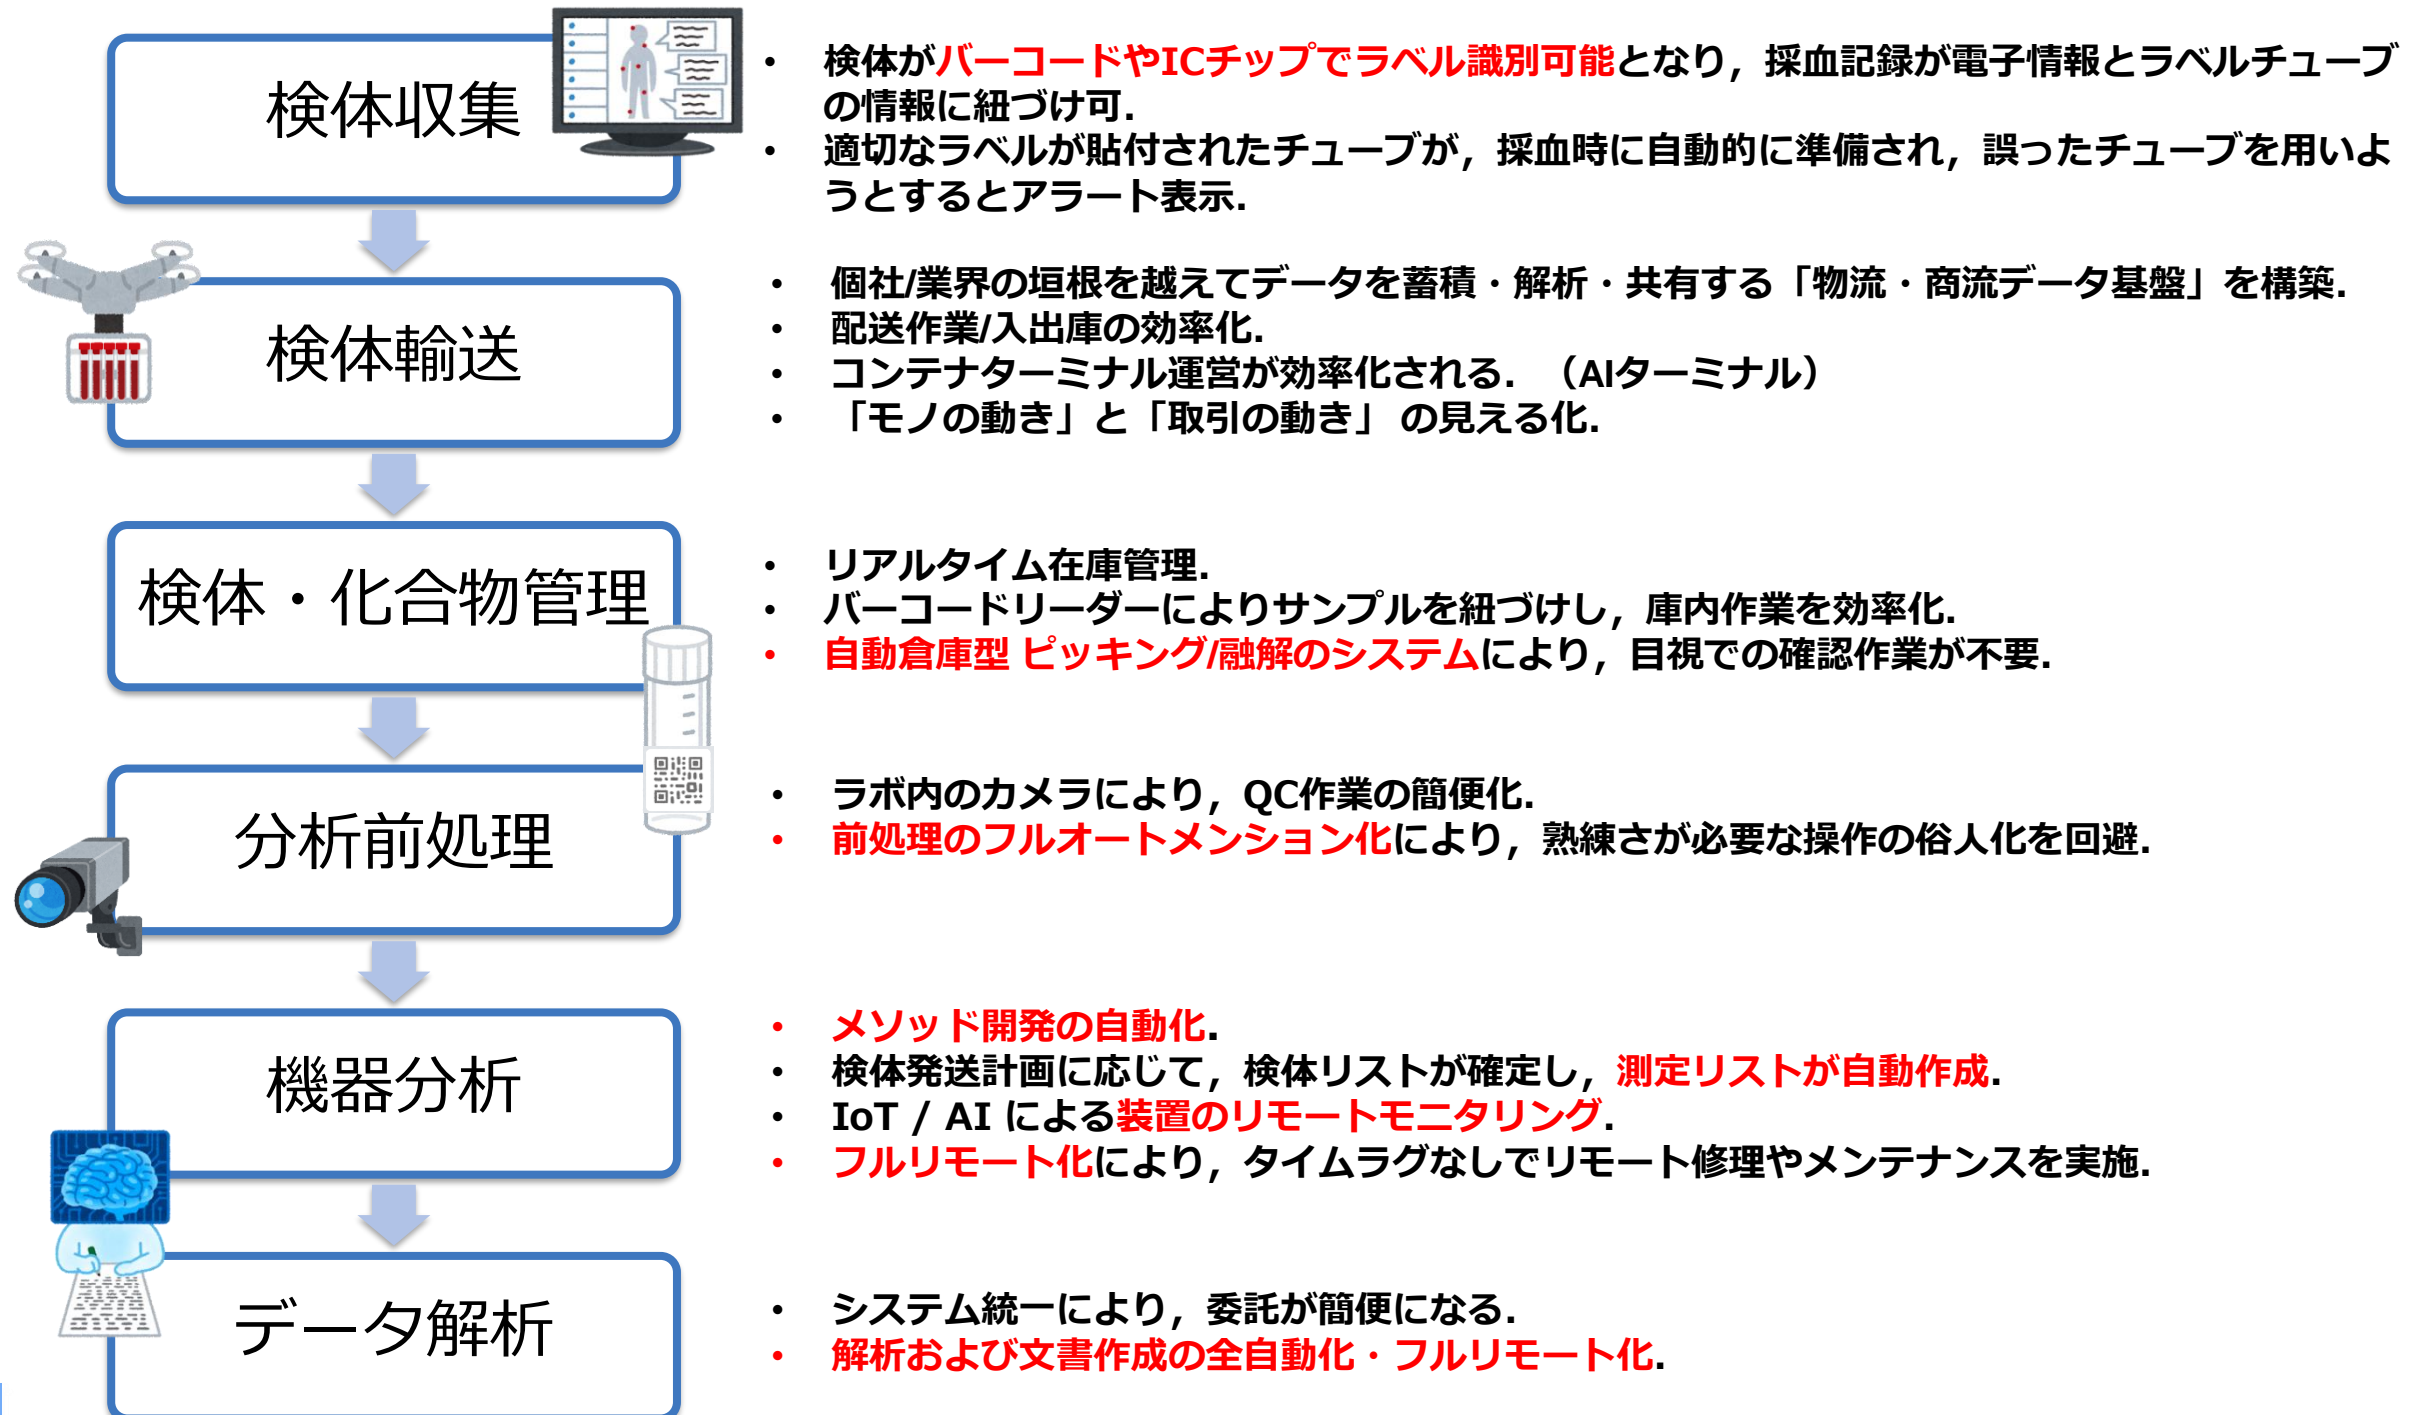 検体収集
・ 検体がバーコードやICチップでラベル識別可能となり，採血記録が電子情報とラベルチューブ
の情報に紐づけ可．
・ 適切なラベルが貼付されたチューブが，採血時に自動的に準備され，誤ったチューブを用いよ
うとするとアラート表示．
検体輸送
・ 個社/業界の垣根を越えてデータを蓄積・解析・共有する「物流・商流データ基盤」を構築．
・ 配送作業/入出庫の効率化．
・ コンテナターミナル運営が効率化される．（AIターミナル）
・ 「モノの動き」と「取引の動き」 の見える化．
検体・化合物管理
・ リアルタイム在庫管理．
・ バーコードリーダーによりサンプルを紐づけし，庫内作業を効率化．
・ 自動倉庫型 ピッキング/融解のシステムにより，目視での確認作業が不要．
分析前処理
・ ラボ内のカメラにより，QC作業の簡便化．
・ 前処理のフルオートメンション化により，熟練さが必要な操作の俗人化を回避．
機器分析
・ メソッド開発の自動化．
・ 検体発送計画に応じて，検体リストが確定し，測定リストが自動作成．
・ IoT / AI による装置のリモートモニタリング．
・ フルリモート化により，タイムラグなしでリモート修理やメンテナンスを実施．
データ解析
・ システム統一により，委託が簡便になる．
・ 解析および文書作成の全自動化・フルリモート化．